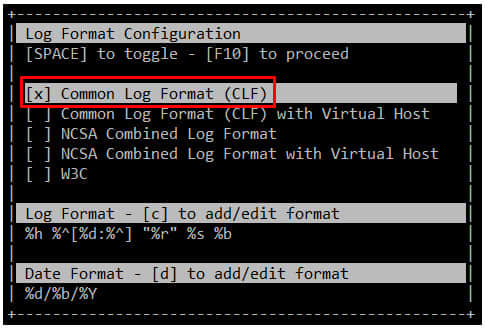 Log Format Configuration
[SPACE] to toggle - [F10] to proceed
[x] Common Log Format (CLF)
[ ] Common Log Format (CLF) with Virtual Host
[ ] NCSA Combined Log Format
[ ] NCSA Combined Log Format with Virtual Host
[ ] W3C
Log Format - [c] to add/edit format
%h %^[%d:%^] "%r" %s %b
Date Format - [d] to add/edit format
%d/%b/%Y